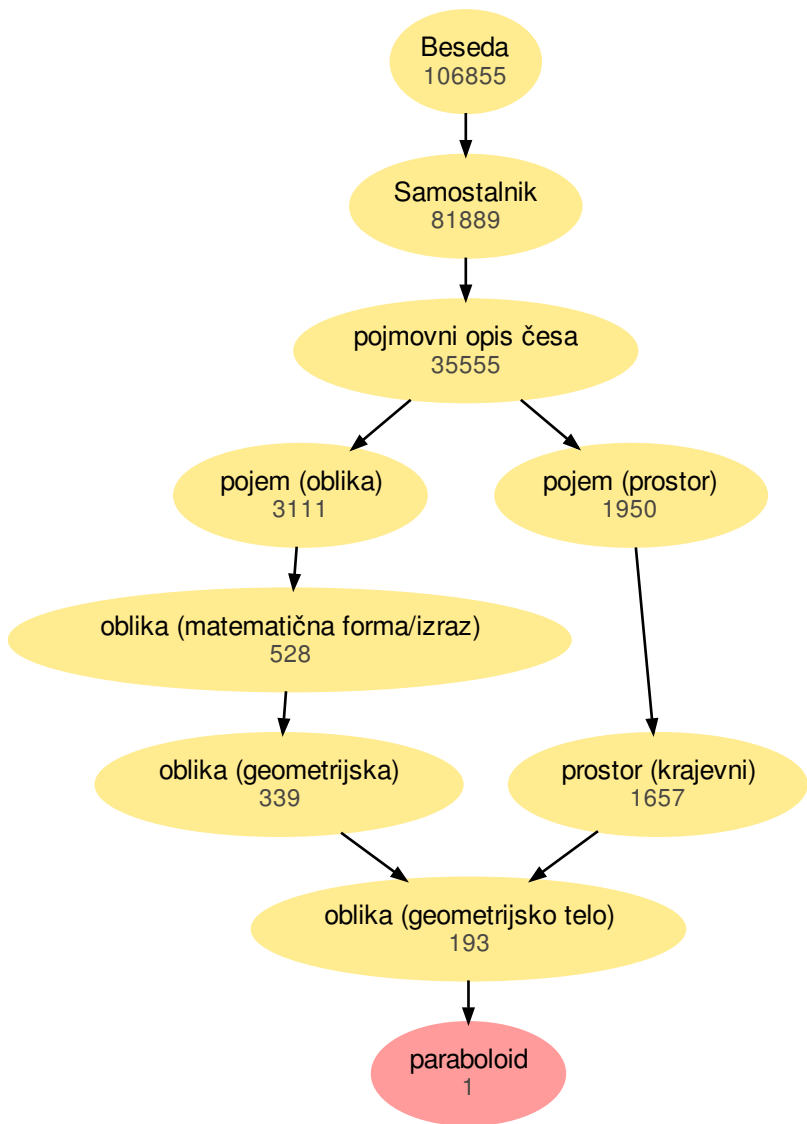 Beseda
106855
Samostalnik
81889
pojmovni opis česa
35555
pojem (oblika)
3111
pojem (prostor)
1950
oblika (matematična forma/izraz)
528
oblika (geometrijska)
339
prostor (krajevni)
1657
oblika (geometrijsko telo)
193
paraboloid
1